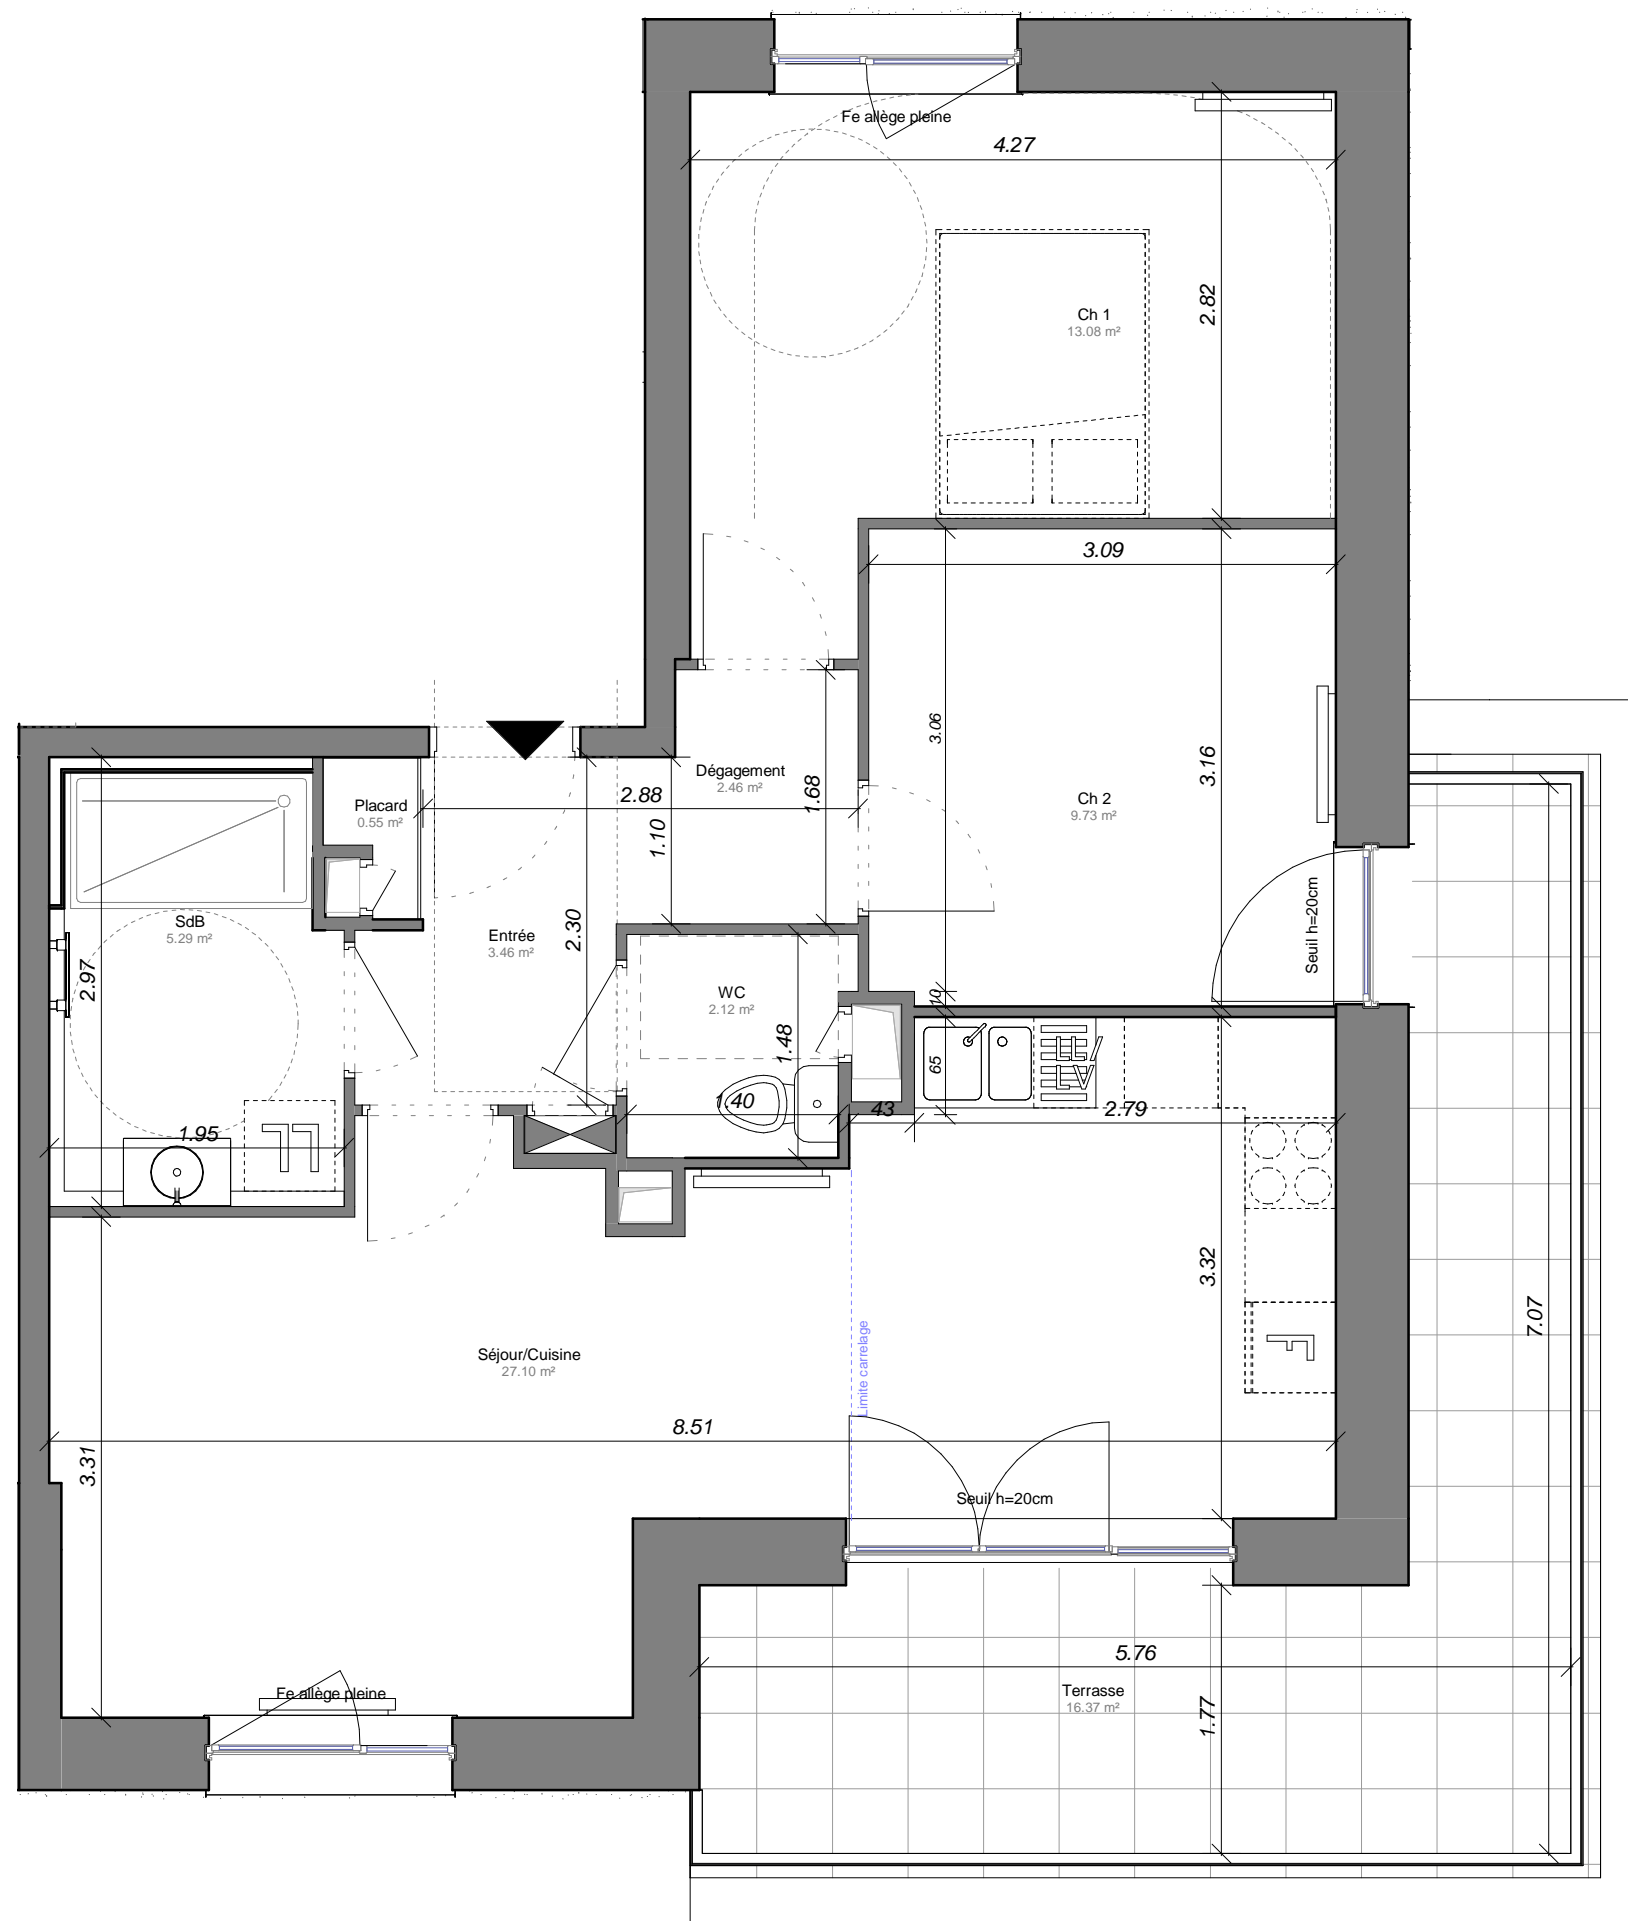 Fe allège pleine
4.27
2.82
Ch 1
13.08 m²
3.09
3.06
3.16
Dégagement
2.46 m²
1.68
2.88
1.10
Placard
0.55 m²
Ch 2
9.73 m²
SdB
5.29 m²
2.97
Entrée
3.46 m²
2.30
Seuil h=20cm
WC
2.12 m²
1.48
10
65
LL/
LV
1.40
43
2.79
1.95
LL
3.32
F
7.07
Séjour/Cuisine
27.10 m²
Limite carrelage
8.51
3.31
Seuil h=20cm
5.76
Terrasse
16.37 m²
1.77
Fe allège pleine